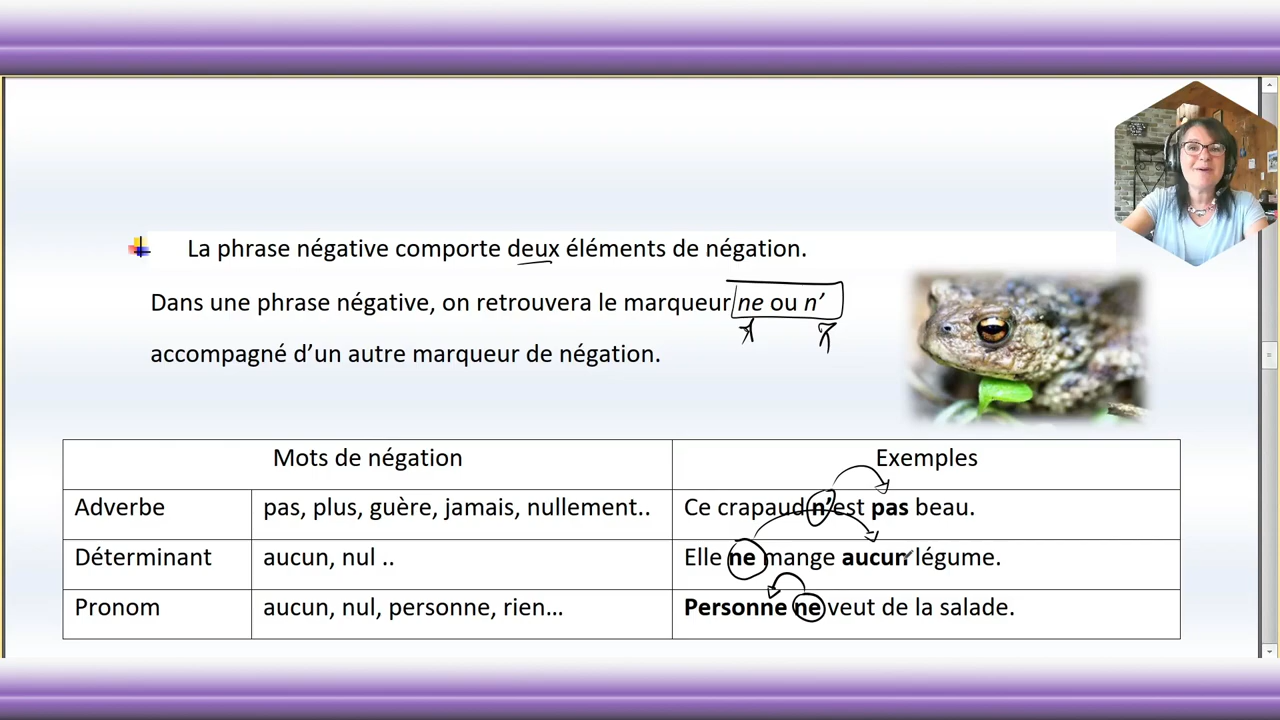 La phrase négative comporte deux éléments de négation.
Dans une phrase négative, on retrouvera le marqueur ne ou n’
accompagné d’un autre marqueur de négation.
Mots de négation Exemples
Adverbe pas, plus, guère, jamais, nullement.. Ce crapaud n’est pas beau.
Déterminant aucun, nul .. Elle ne mange aucun légume.
Pronom aucun, nul, personne, rien… Personne ne veut de la salade.